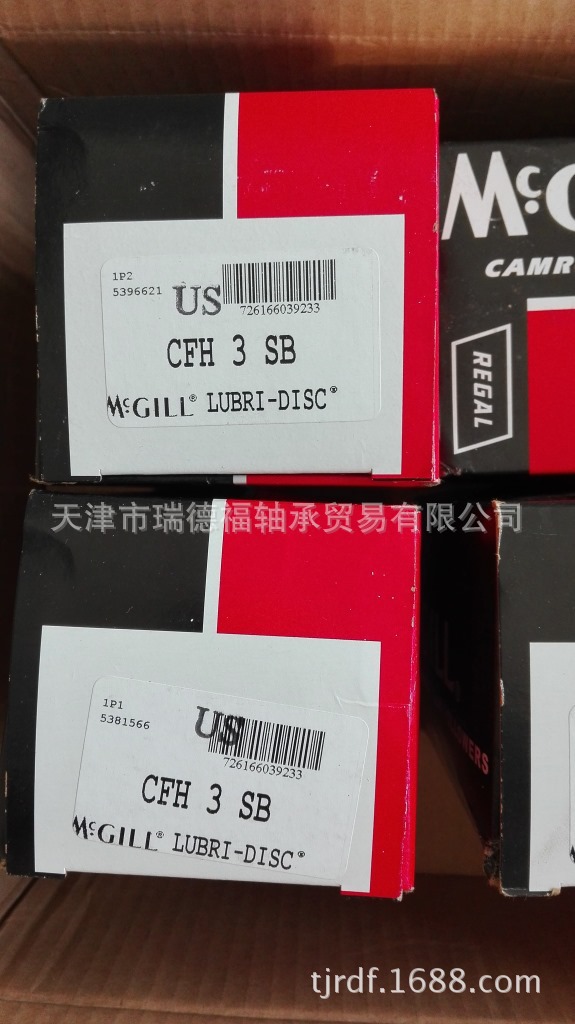 1P2
5396621
US
726166039233
CFH 3 SB
McGILL® LUBRI-DISC®
McG
CAMR
REGAL
天津市瑞德福轴承贸易有限公司
1P1
5381566
US
726166039233
CFH 3 SB
McGILL® LUBRI-DISC®
LL
OWERS
tjrdf.1688.com